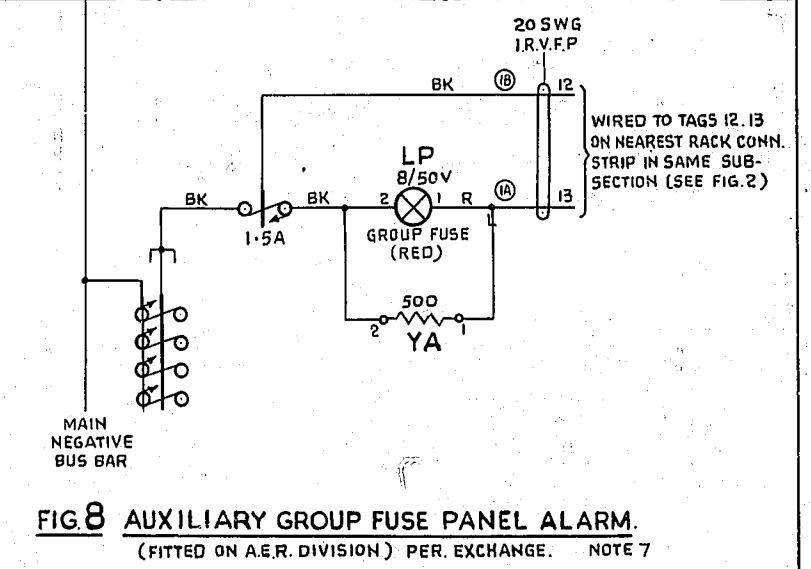 20 SWG
I.R.V.F.P
BK
1B
12
WIRED TO TAGS 12.13
ON NEAREST RACK CONN.
STRIP IN SAME SUB-
SECTION (SEE FIG.2)
LP
8/50V
BK
BK
2
1
R
1A
13
1·5A
GROUP FUSE
(RED)
500
2
1
YA
MAIN
NEGATIVE
BUS BAR
FIG.8 AUXILIARY GROUP FUSE PANEL ALARM.
(FITTED ON A.E.R. DIVISION) PER. EXCHANGE. NOTE 7